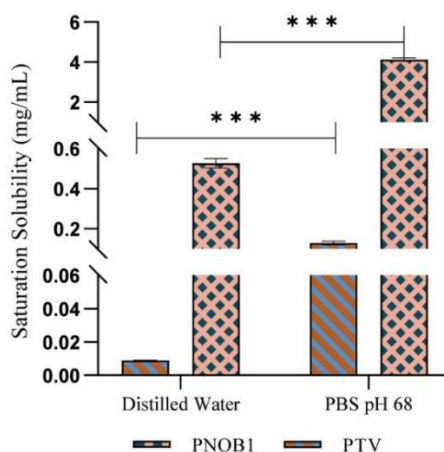 Saturation Solubility (mg/mL)
6
4
2
0.6
0.4
0.2
0.06
0.04
0.02
0.00
***
***
Distilled Water
PBS pH 68
PNOB1
PTV